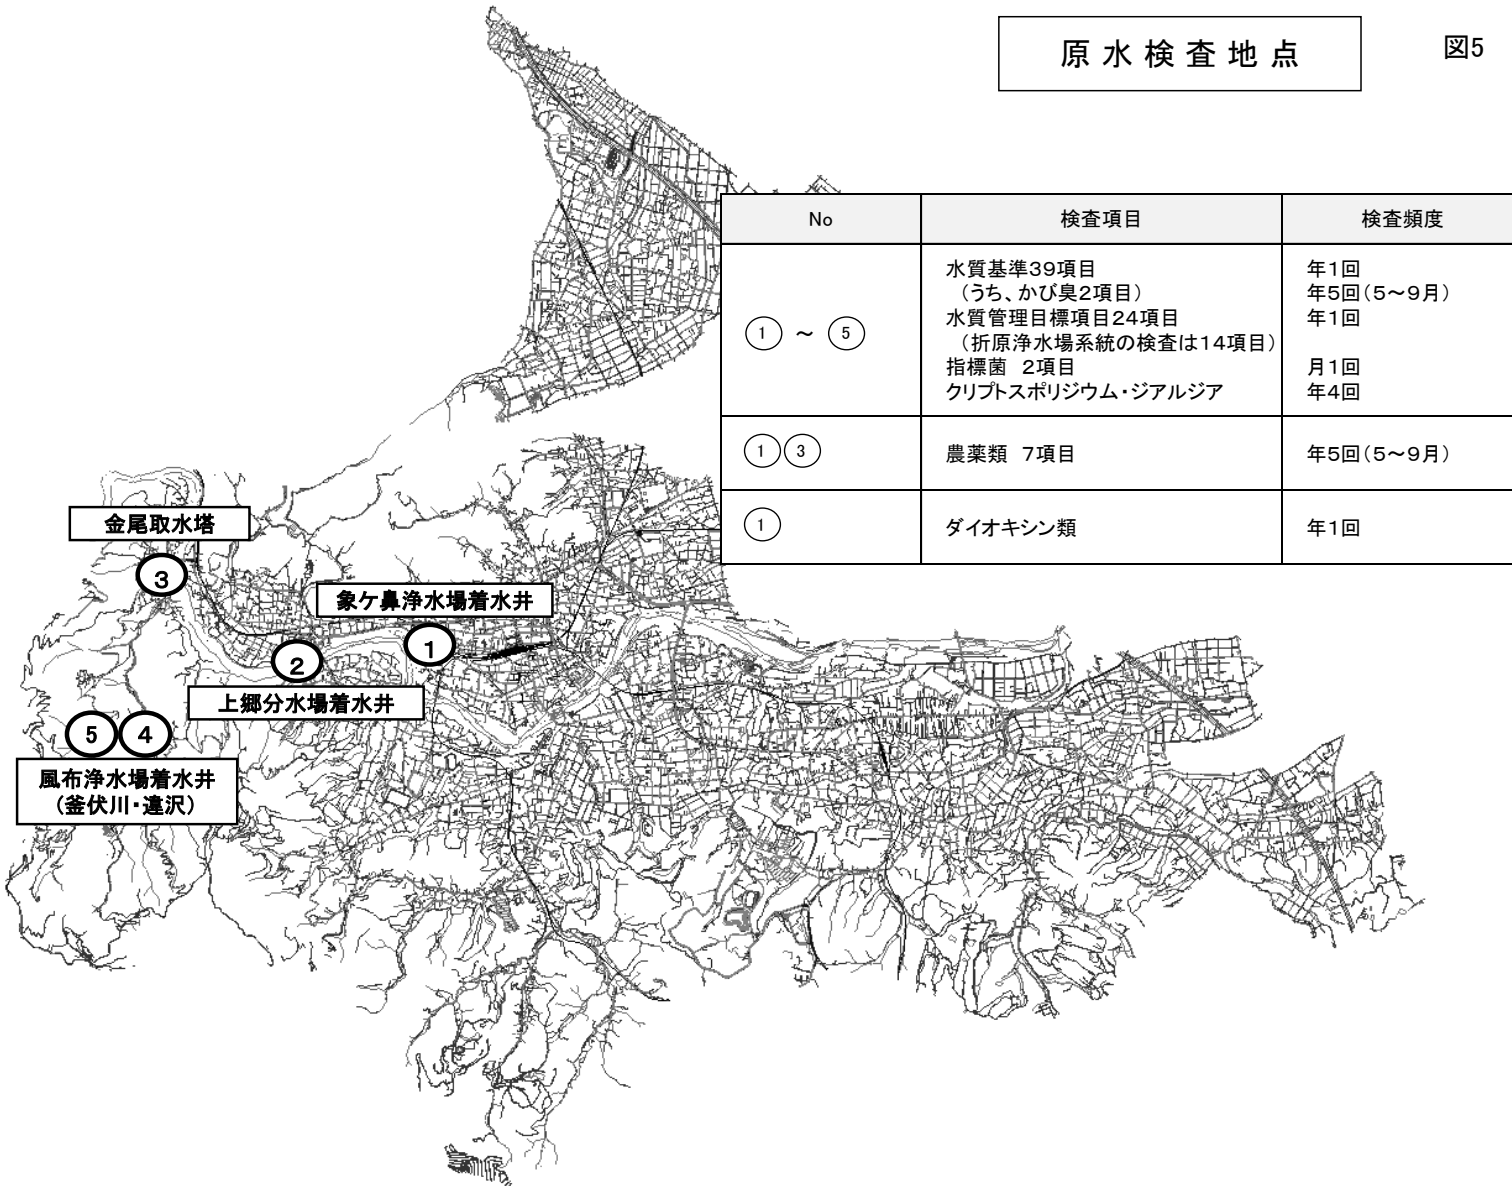 原水検査地点
図5
No 検査項目 検査頻度
① ～ ⑤
水質基準39項目 年1回
（うち、かび臭2項目） 年5回（5～9月）
水質管理目標項目24項目 年1回
（折原浄水場系統の検査は14項目）
指標菌 2項目 月1回
クリプトスポリジウム・ジアルジア 年4回
①③ 農薬類 7項目 年5回（5～9月）
① ダイオキシン類 年1回
金尾取水塔
3
象ケ鼻浄水場着水井
1
2
上郷分水場着水井
5 4
風布浄水場着水井
（釜伏川・違沢）